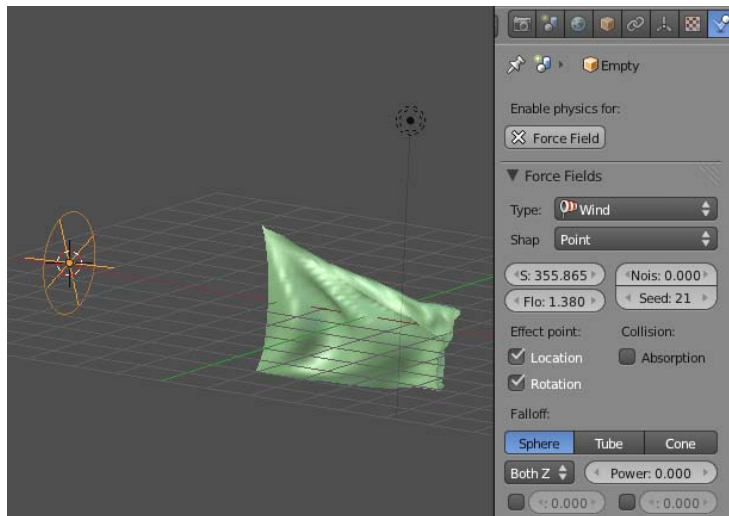 Empty
Enable physics for:
Force Field
Force Fields
Type: Wind
Shap Point
S: 355.865 Nois: 0.000
Flo: 1.380 Seed: 21
Effect point: Collision:
Location Absorption
Rotation
Falloff:
Sphere Tube Cone
Both Z Power: 0.000
: 0.000 : 0.000